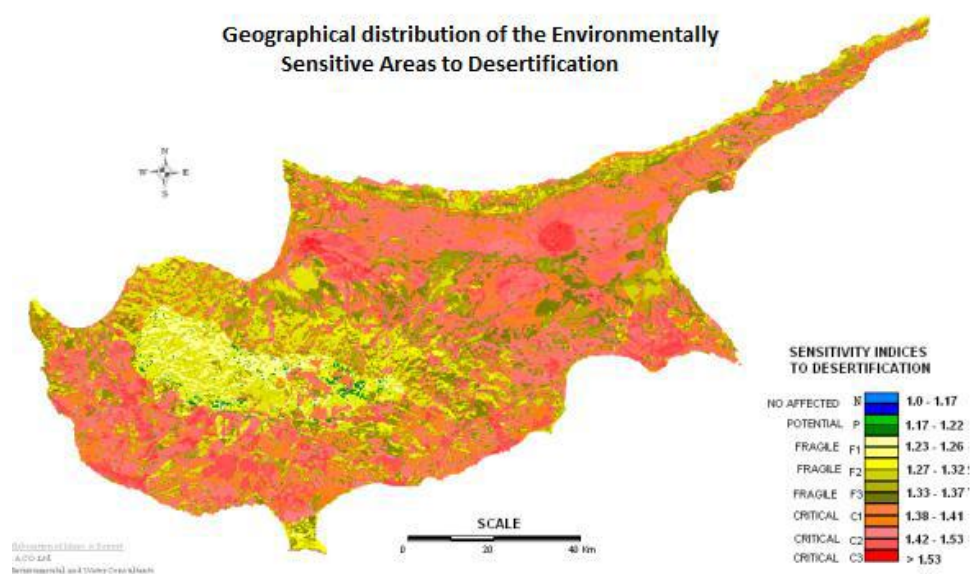 Geographical distribution of the Environmentally
Sensitive Areas to Desertification
N
W E
S
SENSITIVITY INDICES
TO DESERTIFICATION
NO AFFECTED N 1.0 - 1.17
POTENTIAL P 1.17 - 1.22
FRAGILE F1 1.23 - 1.26
FRAGILE F2 1.27 - 1.32
FRAGILE F3 1.33 - 1.37
CRITICAL C1 1.38 - 1.41
CRITICAL C2 1.42 - 1.53
CRITICAL C3 > 1.53
SCALE
0 20 40 Km
and Water Consultants